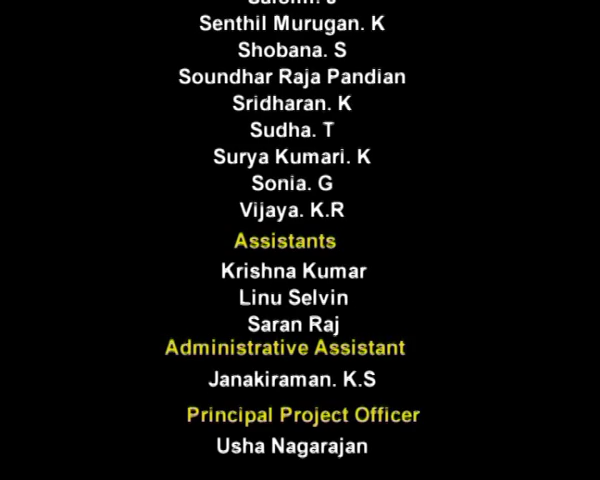 Senthil Murugan. K
Shobana. S
Soundhar Raja Pandian
Sridharan. K
Sudha. T
Surya Kumari. K
Sonia. G
Vijaya. K.R
Assistants
Krishna Kumar
Linu Selvin
Saran Raj
Administrative Assistant
Janakiraman. K.S
Principal Project Officer
Usha Nagarajan